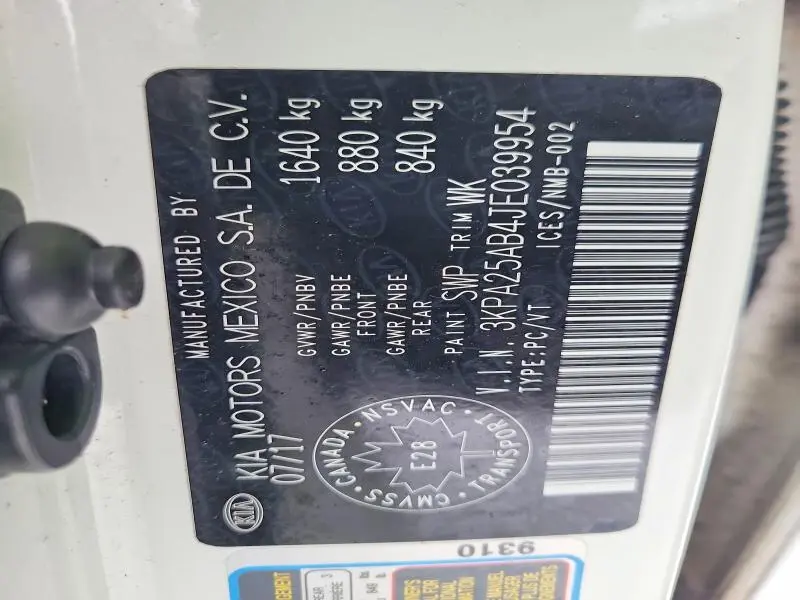 MANUFACTURED BY
KIA KIA MOTORS MEXICO S.A. DE C.V.
07/17
GVWR/PNBV 1640 kg
GAWR/PNBE 880 kg
FRONT
GAWR/PNBE 840 kg
REAR
PAINT SWP TRIM WK
V.I.N. 3KPA25AB4JE039954
TYPE:PC/VT ICES/NMB-002
CANADA · NSVAC · TRANSPORT · CMVSS
E28
9310